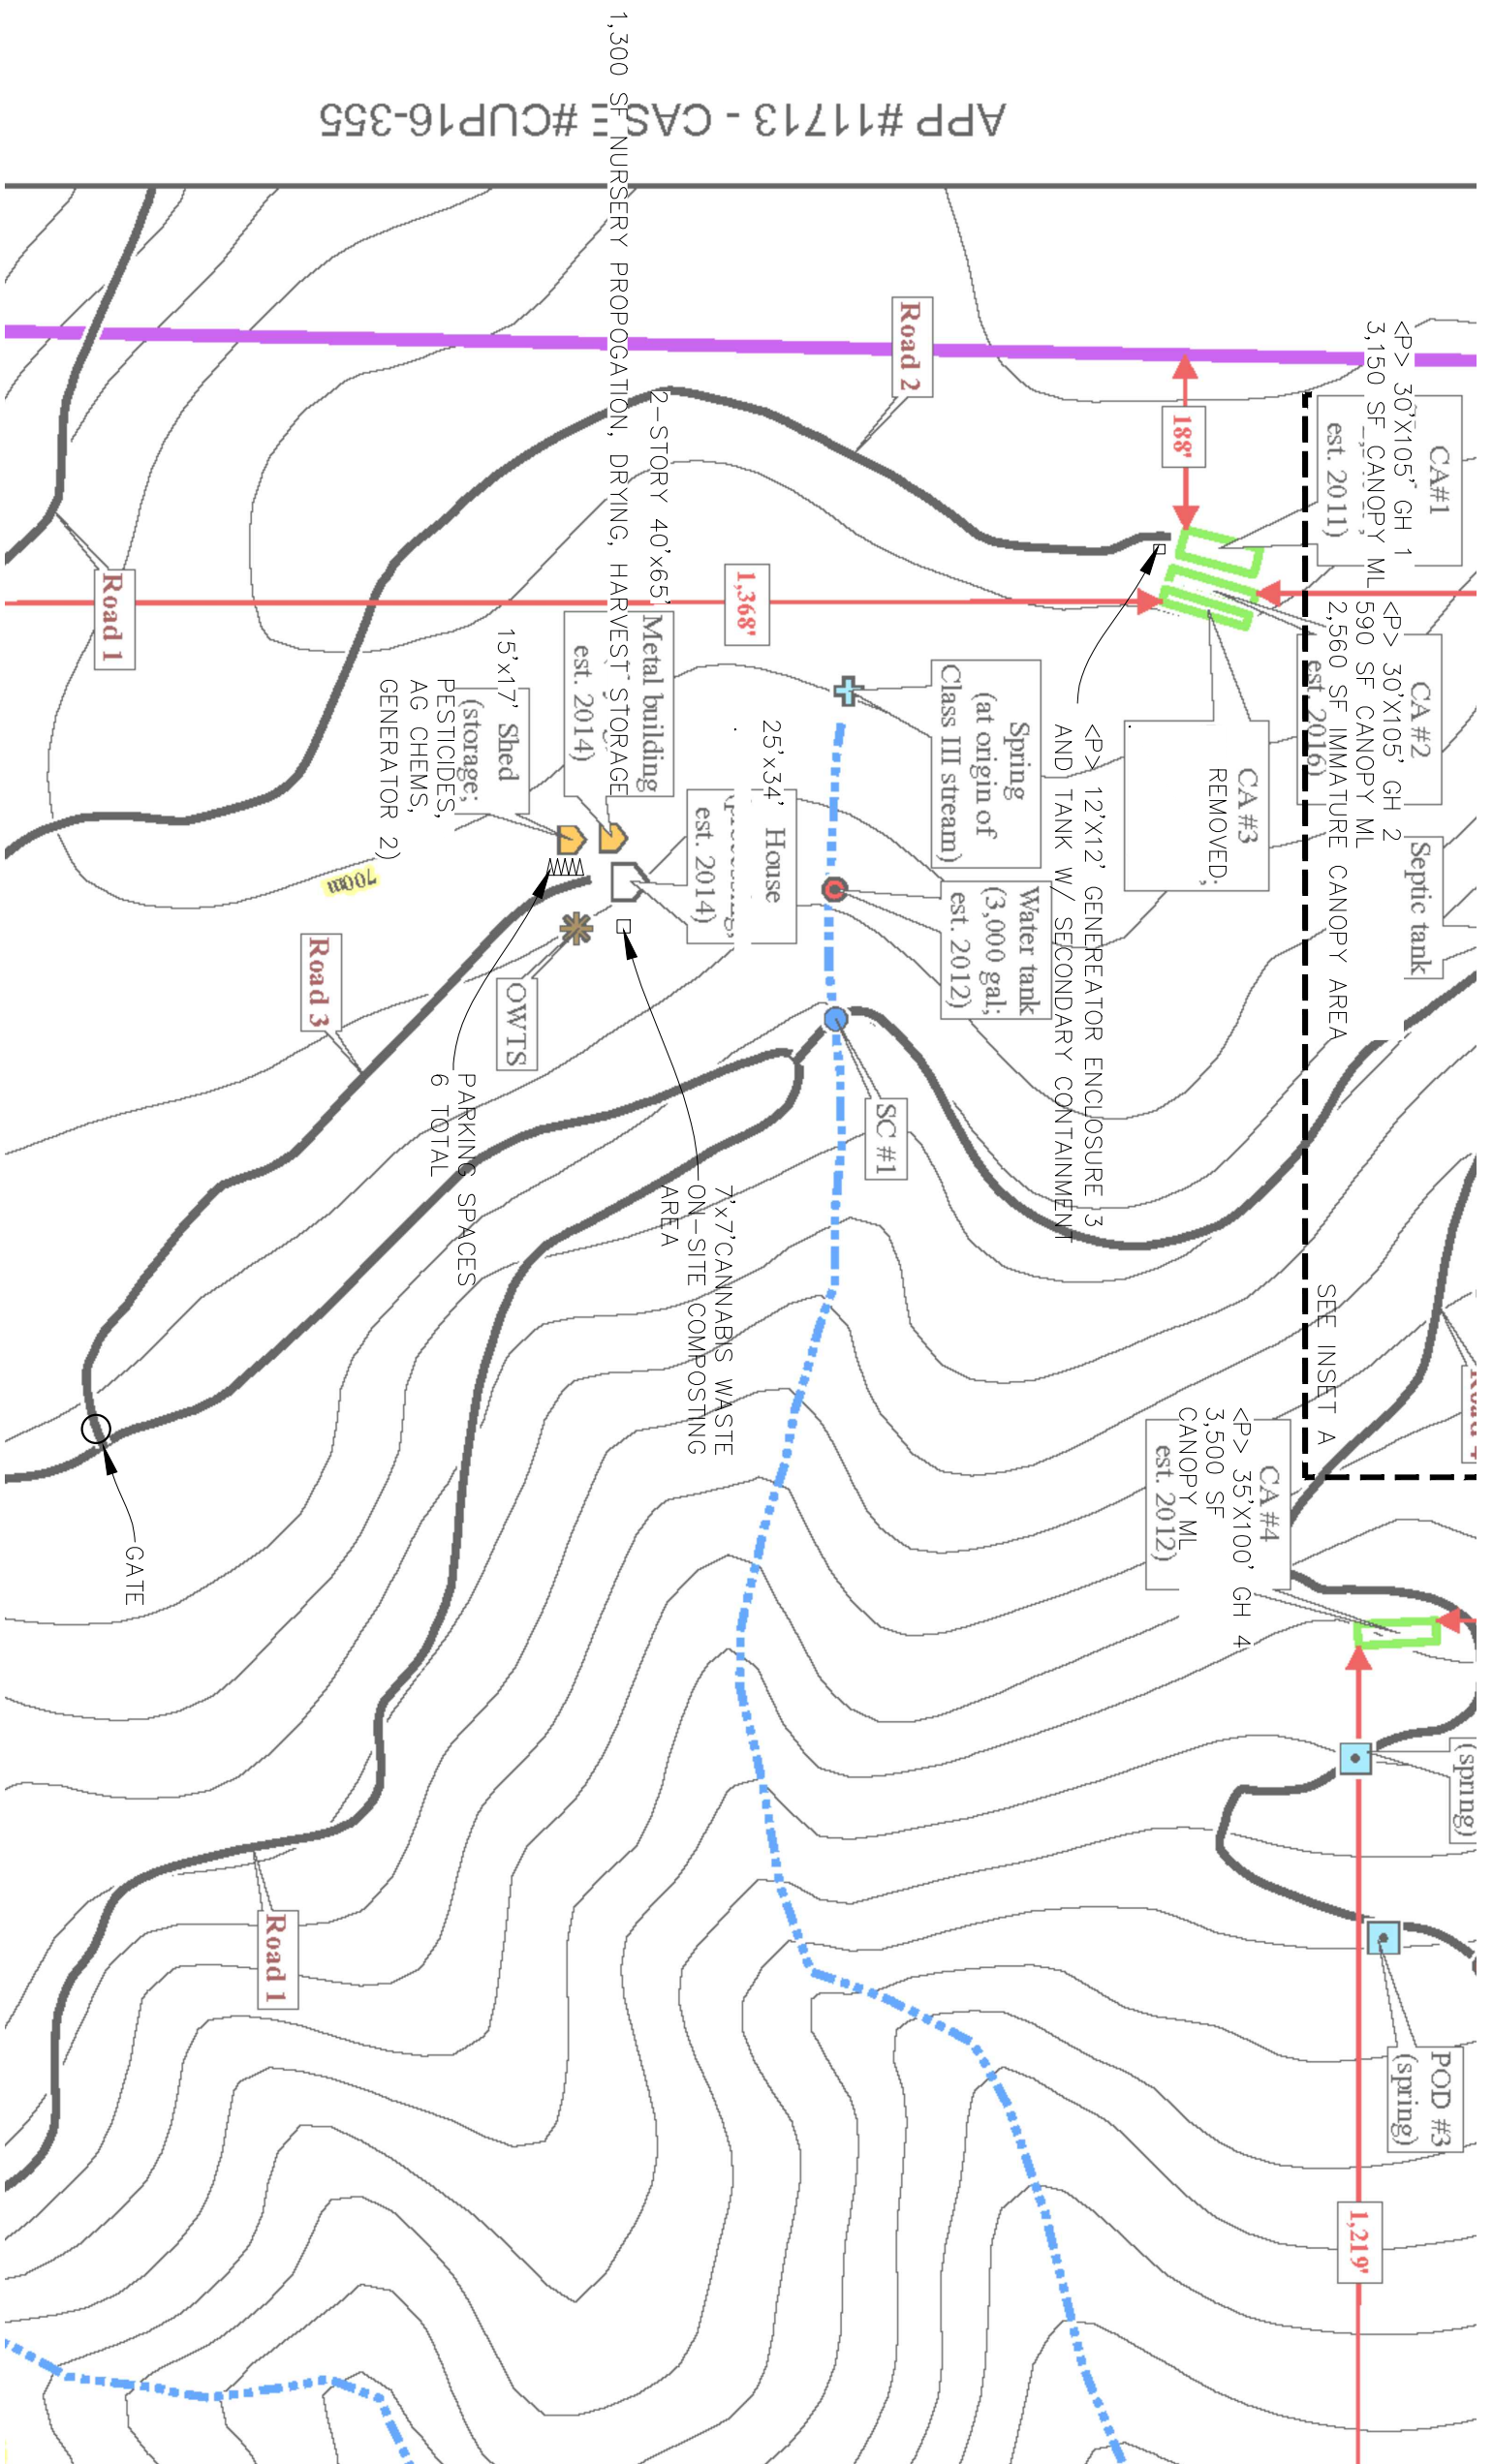 APP #11713 - CASE #CUP16-355
<P> 30'X105' GH 1
3,150 SF CANOPY ML
CA#1
est. 2011)
<P> 30'X105' GH 2
590 SF CANOPY ML
2,560 SF IMMATURE CANOPY AREA
CA #2
est. 2016)
Septic tank
SEE INSET A
188'
Road 2
CA #3
REMOVED;
<P> 12'X12' GENEREATOR ENCLOSURE 3
AND TANK W/ SECONDARY CONTAINMENT
Spring
(at origin of
Class III stream)
Water tank
(3,000 gal;
est. 2012)
SC #1
1,368'
25'x34' House
est. 2014)
2-STORY 40'x65'
1,300 SF NURSERY PROPOGATION, DRYING, HARVEST STORAGE
Metal building
est. 2014)
15'x17' Shed
(storage;
PESTICIDES,
AG CHEMS,
GENERATOR 2)
700m
Road 1
Road 3
OWTS
PARKING SPACES
6 TOTAL
7'x7'CANNABIS WASTE
ON-SITE COMPOSTING
AREA
GATE
Road 1
CA #4
<P> 35'X100' GH 4
3,500 SF
CANOPY ML
est. 2012)
(spring)
POD #3
(spring)
1,219'